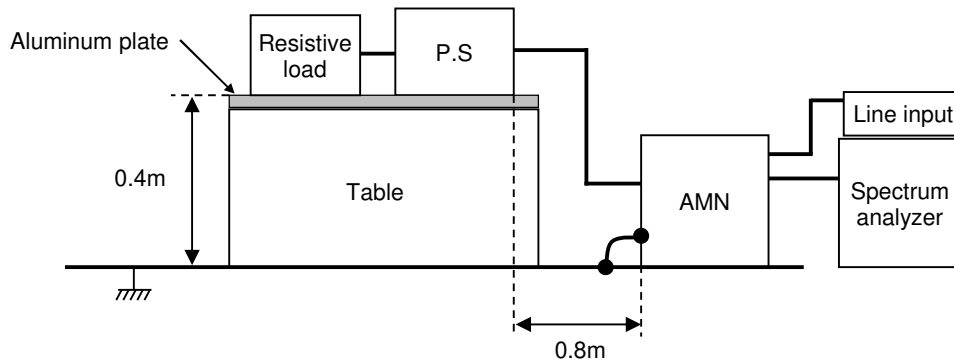 Aluminum plate
Resistive
load
P.S
Line input
0.4m
Table
AMN
Spectrum
analyzer
0.8m